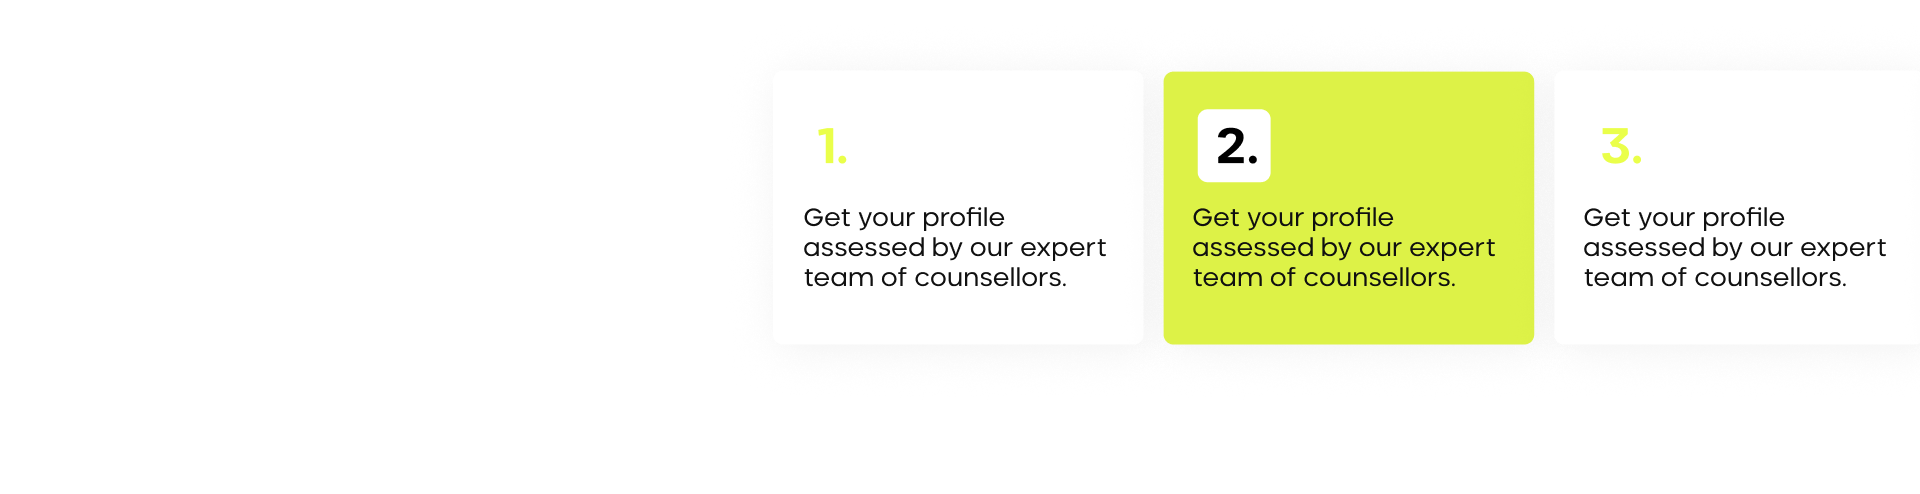 1.
Get your profile
assessed by our expert
team of counsellors.
2.
Get your profile
assessed by our expert
team of counsellors.
3.
Get your profile
assessed by our expert
team of counsellors.